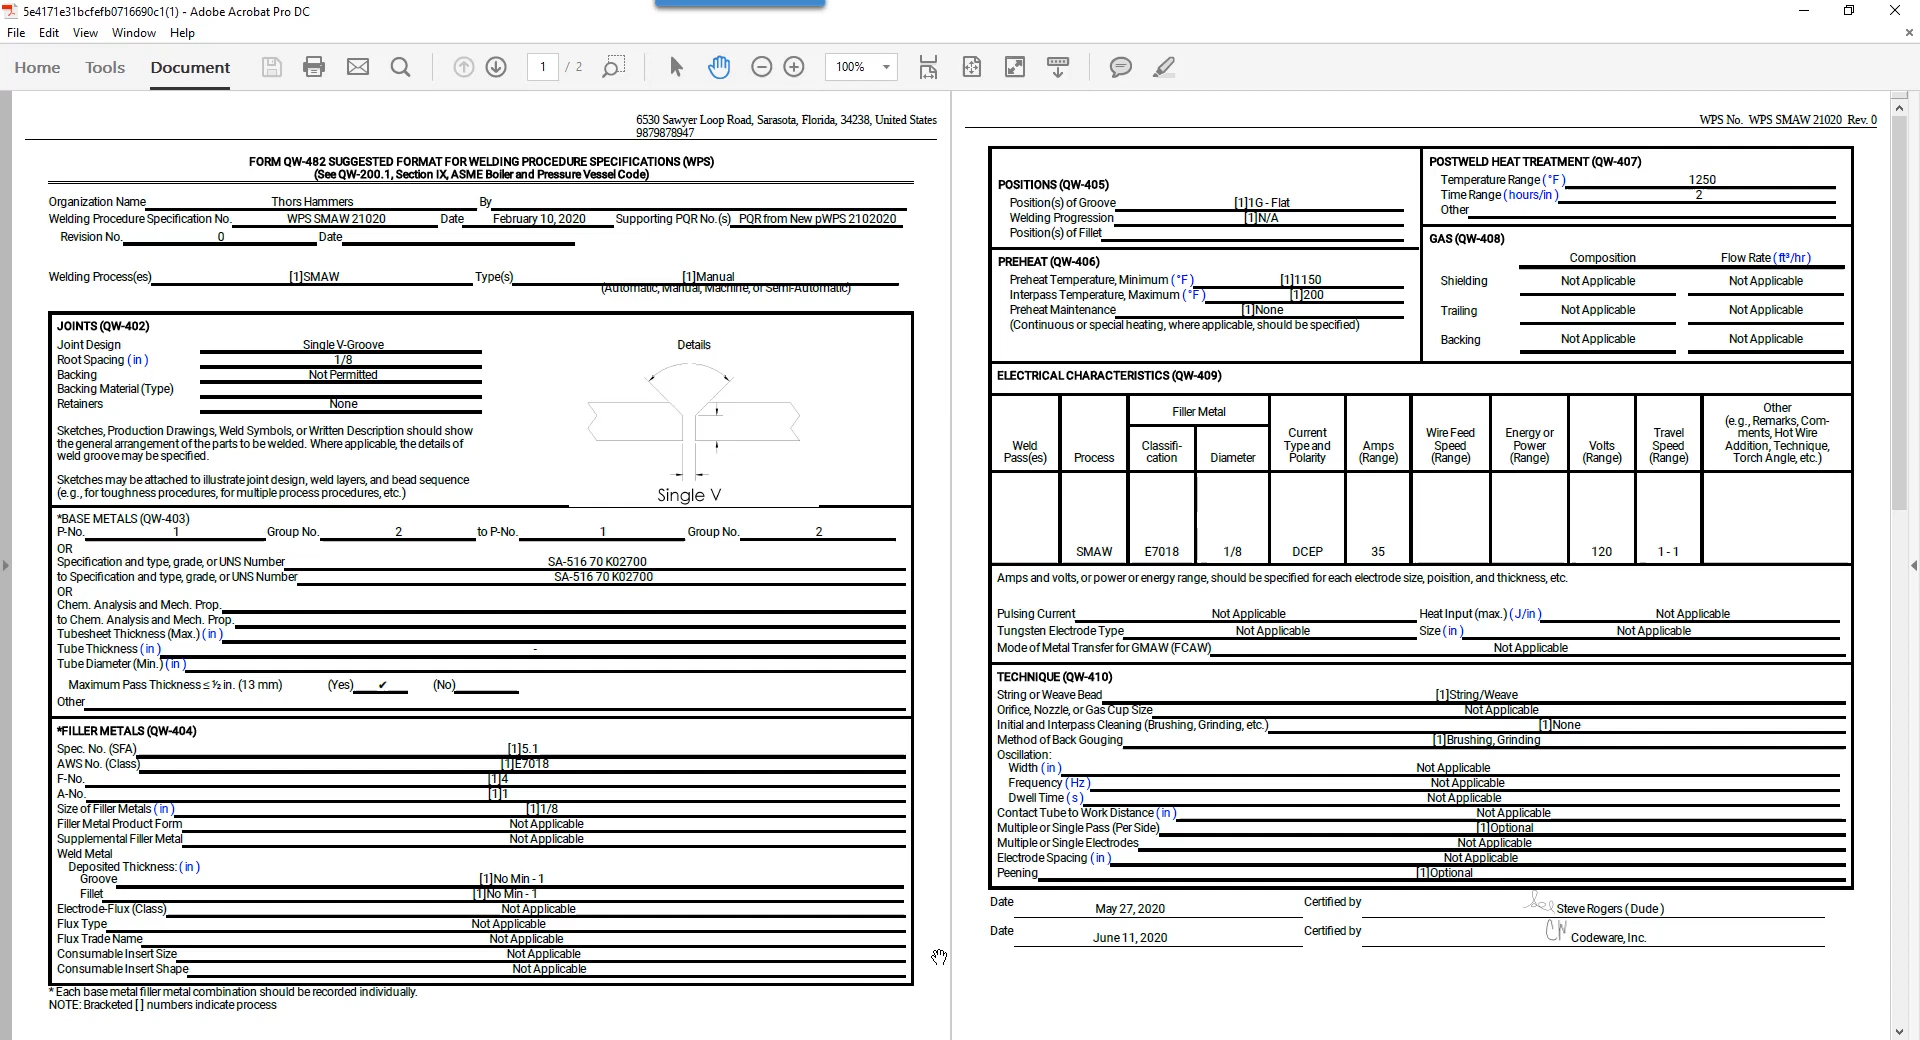 5e4171e31bcfefb0716690c1(1) - Adobe Acrobat Pro DC
File Edit View Window Help
Home Tools Document 1 / 2 100%
6530 Sawyer Loop Road, Sarasota, Florida, 34238, United States
9879878947
FORM QW-482 SUGGESTED FORMAT FOR WELDING PROCEDURE SPECIFICATIONS (WPS)
(See QW-200.1, Section IX, ASME Boiler and Pressure Vessel Code)
Organization Name Thors Hammers By
Welding Procedure Specification No. WPS SMAW 21020 Date February 10, 2020 Supporting PQR No.(s) PQR from New pWPS 2102020
Revision No. 0 Date
Welding Process(es) [1]SMAW Type(s) [1]Manual
(Automatic, Manual, Machine, or Semi-Automatic)
JOINTS (QW-402)
Joint Design Single V-Groove Details
Root Spacing (in) 1/8
Backing Not Permitted
Backing Material (Type)
Retainers None
Sketches, Production Drawings, Weld Symbols, or Written Description should show
the general arrangement of the parts to be welded. Where applicable, the details of
weld groove may be specified.
Sketches may be attached to illustrate joint design, weld layers, and bead sequence
(e.g., for toughness procedures, for multiple process procedures, etc.)
Single V
*BASE METALS (QW-403)
P-No. 1 Group No. 2 to P-No. 1 Group No. 2
OR
Specification and type, grade, or UNS Number SA-516 70 K02700
to Specification and type, grade, or UNS Number SA-516 70 K02700
OR
Chem. Analysis and Mech. Prop.
to Chem. Analysis and Mech. Prop.
Tubesheet Thickness (Max.) (in)
Tube Thickness (in) -
Tube Diameter (Min.) (in)
Maximum Pass Thickness ≤ ½ in. (13 mm) (Yes) ✔ (No)
Other
*FILLER METALS (QW-404)
Spec. No. (SFA) [1]5.1
AWS No. (Class) [1]E7018
F-No. [1]4
A-No. [1]1
Size of Filler Metals (in) [1]1/8
Filler Metal Product Form Not Applicable
Supplemental Filler Metal Not Applicable
Weld Metal
Deposited Thickness: (in)
Groove [1]No Min - 1
Fillet [1]No Min - 1
Electrode-Flux (Class) Not Applicable
Flux Type Not Applicable
Flux Trade Name Not Applicable
Consumable Insert Size Not Applicable
Consumable Insert Shape Not Applicable
* Each base metal filler metal combination should be recorded individually.
NOTE: Bracketed [ ] numbers indicate process
WPS No. WPS SMAW 21020 Rev. 0
POSITIONS (QW-405)
Position(s) of Groove [1]1G - Flat
Welding Progression [1]N/A
Position(s) of Fillet
PREHEAT (QW-406)
Preheat Temperature, Minimum (°F) [1]1150
Interpass Temperature, Maximum (°F) [1]200
Preheat Maintenance [1]None
(Continuous or special heating, where applicable, should be specified)
POSTWELD HEAT TREATMENT (QW-407)
Temperature Range (°F) 1250
Time Range (hours/in) 2
Other
GAS (QW-408)
Composition Flow Rate (ft³/hr)
Shielding Not Applicable Not Applicable
Trailing Not Applicable Not Applicable
Backing Not Applicable Not Applicable
ELECTRICAL CHARACTERISTICS (QW-409)
Weld
Pass(es)
Process
Filler Metal
Classifi-
cation
Diameter
Current
Type and
Polarity
Amps
(Range)
Wire Feed
Speed
(Range)
Energy or
Power
(Range)
Volts
(Range)
Travel
Speed
(Range)
Other
(e.g., Remarks, Com-
ments, Hot Wire
Addition, Technique,
Torch Angle, etc.)
SMAW E7018 1/8 DCEP 35 120 1 - 1
Amps and volts, or power or energy range, should be specified for each electrode size, poisition, and thickness, etc.
Pulsing Current Not Applicable Heat Input (max.) (J/in) Not Applicable
Tungsten Electrode Type Not Applicable Size (in) Not Applicable
Mode of Metal Transfer for GMAW (FCAW) Not Applicable
TECHNIQUE (QW-410)
String or Weave Bead [1]String/Weave
Orifice, Nozzle, or Gas Cup Size Not Applicable
Initial and Interpass Cleaning (Brushing, Grinding, etc.) [1]None
Method of Back Gouging [1]Brushing, Grinding
Oscillation:
Width (in) Not Applicable
Frequency (Hz) Not Applicable
Dwell Time (s) Not Applicable
Contact Tube to Work Distance (in) Not Applicable
Multiple or Single Pass (Per Side) [1]Optional
Multiple or Single Electrodes Not Applicable
Electrode Spacing (in) Not Applicable
Peening [1]Optional
Date May 27, 2020 Certified by Steve Rogers (Dude)
Date June 11, 2020 Certified by CW Codeware, Inc.